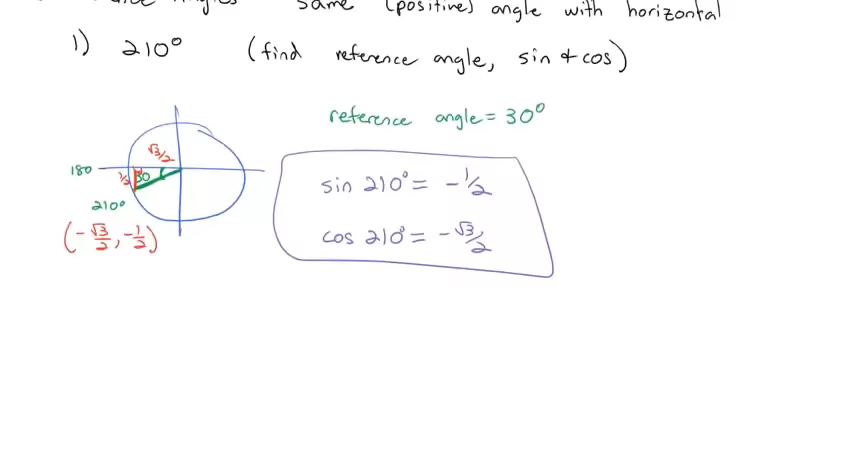 Angles same (positive) angle with horizontal
1) 210° (find reference angle, sin & cos)
reference angle = 30°
√3/2
180
1/2 30
sin 210° = -1/2
210°
(-√3/2, -1/2)
cos 210° = -√3/2